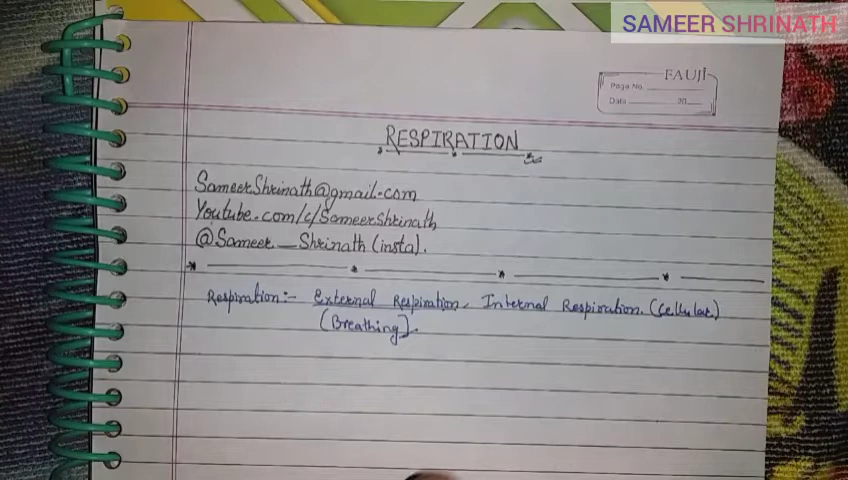 SAMEER SHRINATH
FAUJI
Page No.
Date 20
RESPIRATION
SameerShrinath@gmail.com
Youtube.com/c/SameerShrinath
@Sameer_Shrinath (insta).
Respiration:- External Respiration, Internal Respiration. (Cellular)
(Breathing).